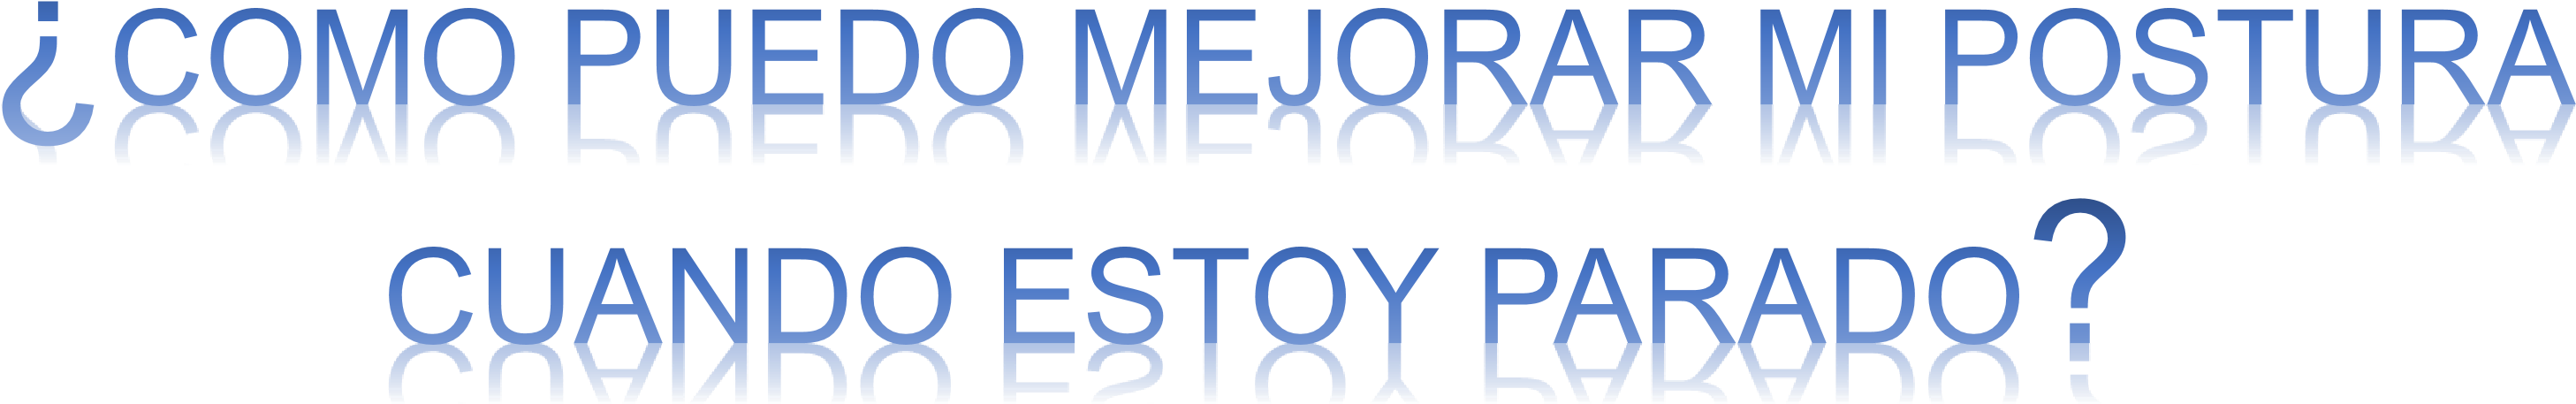 ¿COMO PUEDO MEJORAR MI POSTURA
CUANDO ESTOY PARADO?